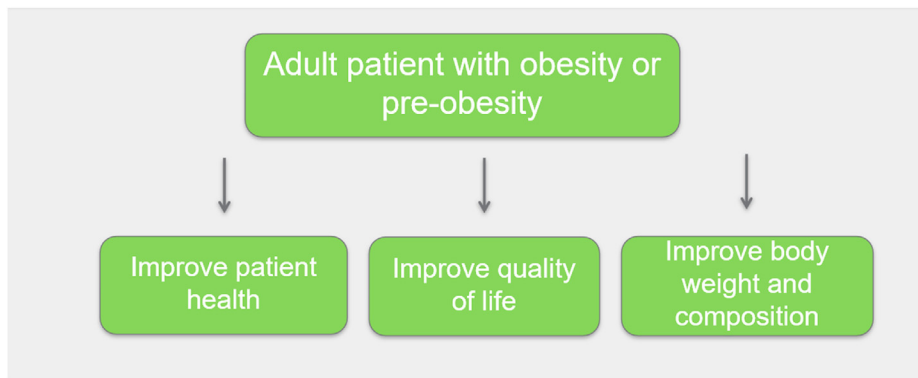 Adult patient with obesity or
pre-obesity
Improve patient
health
Improve quality
of life
Improve body
weight and
composition